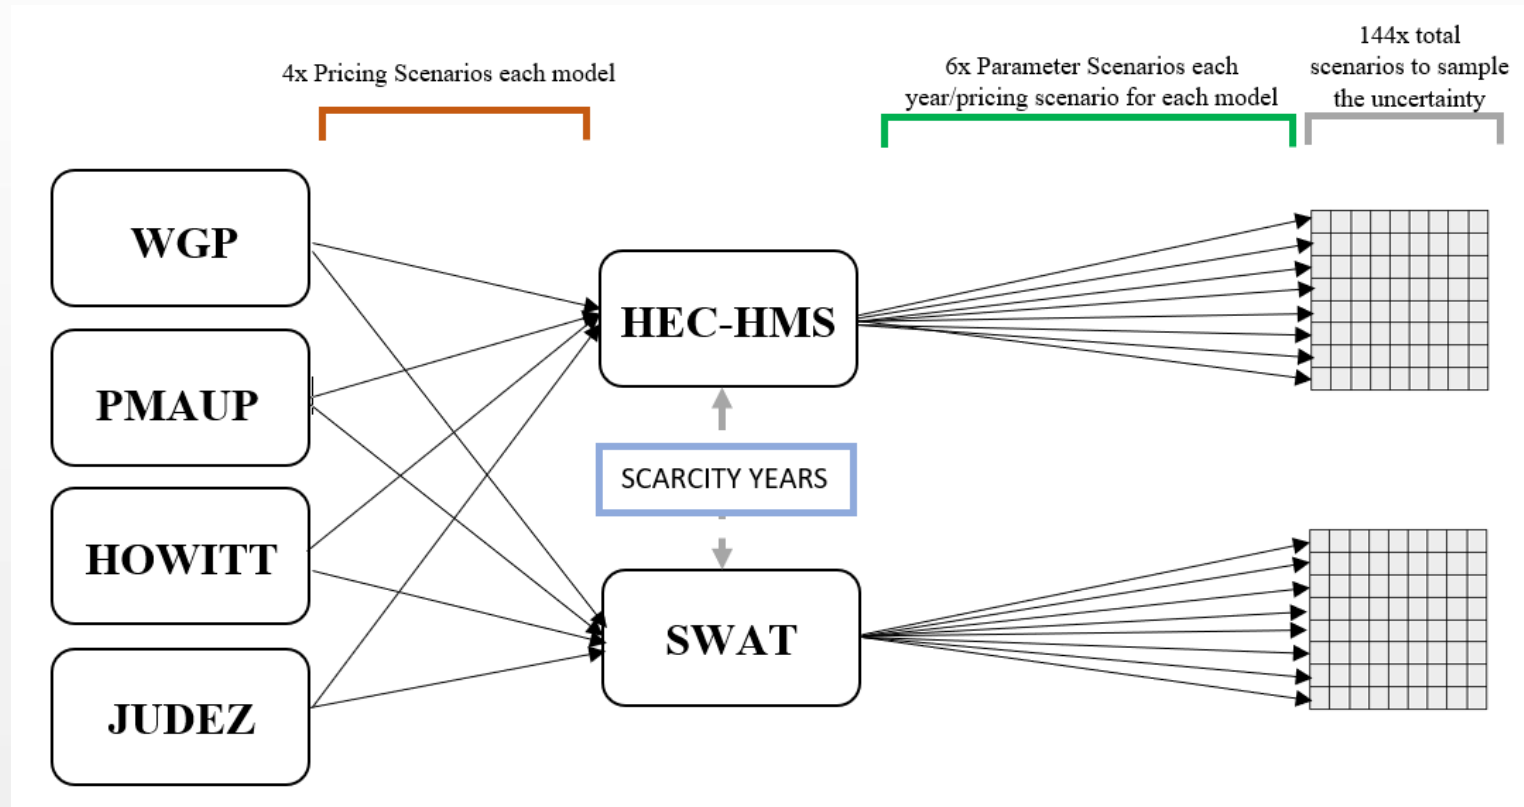 4x Pricing Scenarios each model
6x Parameter Scenarios each
year/pricing scenario for each model
144x total
scenarios to sample
the uncertainty
WGP
PMAUP
HOWITT
JUDEZ
HEC-HMS
SCARCITY YEARS
SWAT